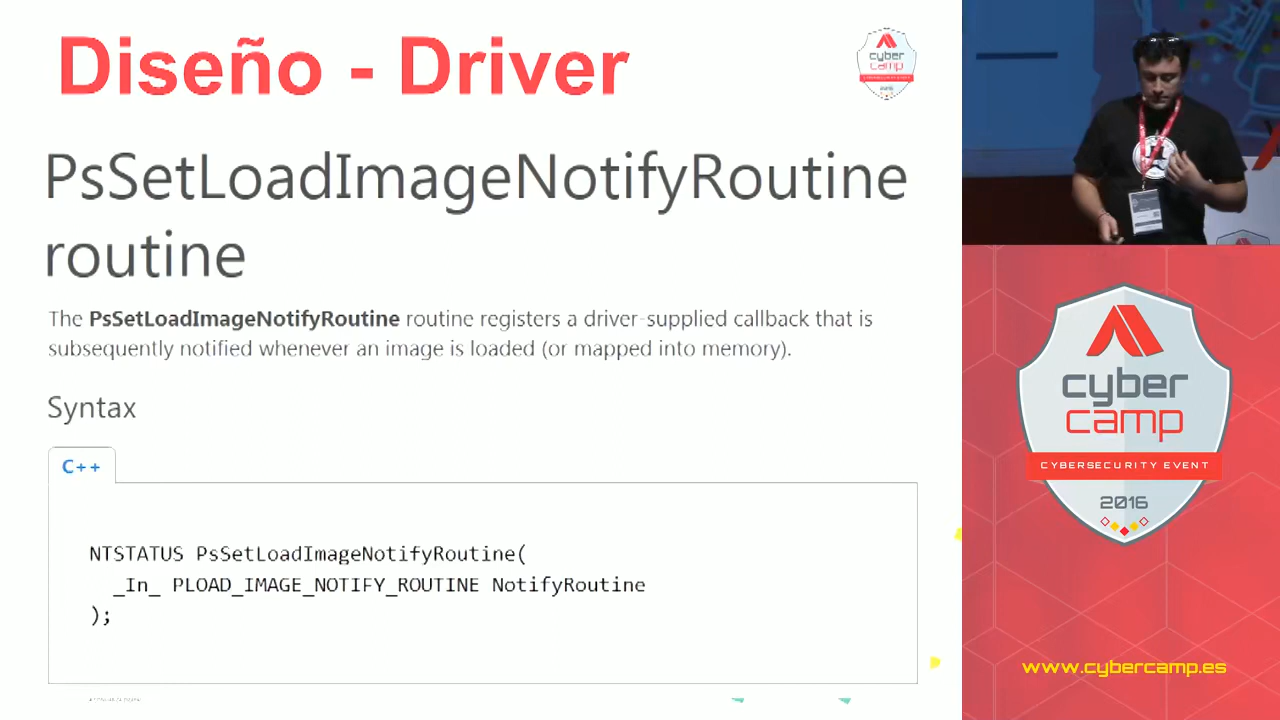 Diseño - Driver
cyber
camp
PsSetLoadImageNotifyRoutine
routine
The PsSetLoadImageNotifyRoutine routine registers a driver-supplied callback that is
subsequently notified whenever an image is loaded (or mapped into memory).
Syntax
C++
NTSTATUS PsSetLoadImageNotifyRoutine(
_In_ PLOAD_IMAGE_NOTIFY_ROUTINE NotifyRoutine
);
cyber
camp
CYBERSECURITY EVENT
2016
www.cybercamp.es